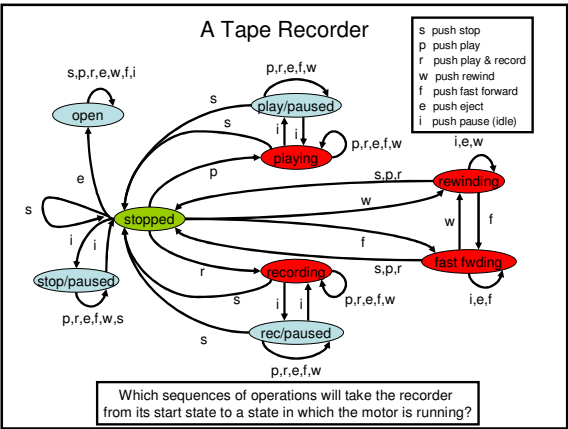 A Tape Recorder
s push stop
p push play
r push play & record
w push rewind
f push fast forward
e push eject
i push pause (idle)
s,p,r,e,w,f,i
open
p,r,e,f,w
s
play/paused
s
i
i
p,r,e,f,w
playing
i,e,w
e
p
s,p,r
rewinding
s
w
stopped
w
f
f
i
i
s,p,r
fast fwding
r
recording
stop/paused
s
i
i
p,r,e,f,w
i,e,f
p,r,e,f,w,s
s
rec/paused
p,r,e,f,w
Which sequences of operations will take the recorder
from its start state to a state in which the motor is running?